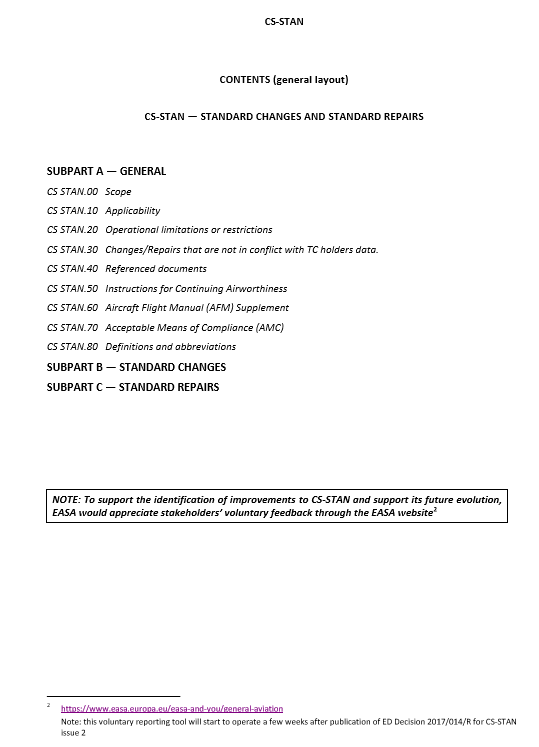 CS-STAN
CONTENTS (general layout)
CS-STAN — STANDARD CHANGES AND STANDARD REPAIRS
SUBPART A — GENERAL
CS STAN.00 Scope
CS STAN.10 Applicability
CS STAN.20 Operational limitations or restrictions
CS STAN.30 Changes/Repairs that are not in conflict with TC holders data.
CS STAN.40 Referenced documents
CS STAN.50 Instructions for Continuing Airworthiness
CS STAN.60 Aircraft Flight Manual (AFM) Supplement
CS STAN.70 Acceptable Means of Compliance (AMC)
CS STAN.80 Definitions and abbreviations
SUBPART B — STANDARD CHANGES
SUBPART C — STANDARD REPAIRS
NOTE: To support the identification of improvements to CS-STAN and support its future evolution,
EASA would appreciate stakeholders’ voluntary feedback through the EASA website2
2 https://www.easa.europa.eu/easa-and-you/general-aviation
Note: this voluntary reporting tool will start to operate a few weeks after publication of ED Decision 2017/014/R for CS-STAN
issue 2